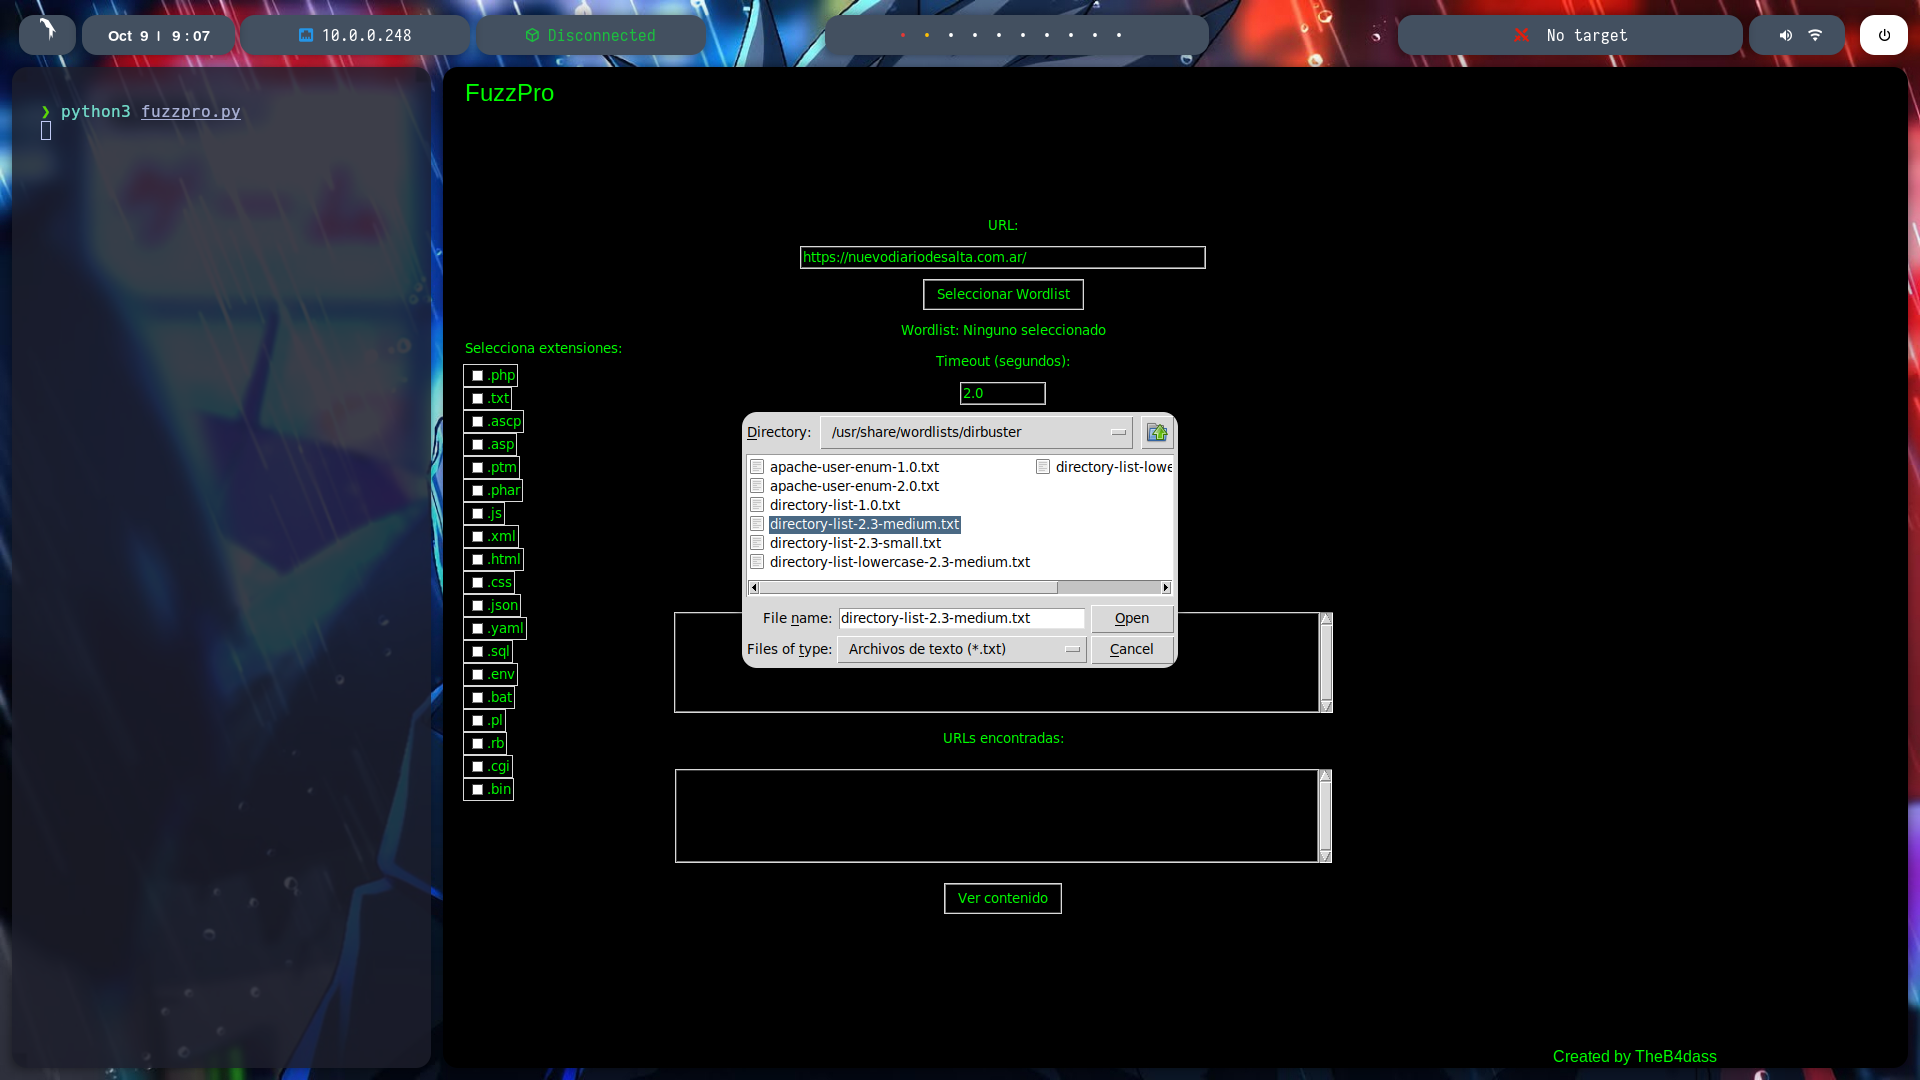 Oct 9 | 9:07
10.0.0.248
Disconnected
No target
❯ python3 fuzzpro.py
FuzzPro
URL:
https://nuevodiariodesalta.com.ar/
Seleccionar Wordlist
Wordlist: Ninguno seleccionado
Timeout (segundos):
2.0
Selecciona extensiones:
.php
.txt
.ascp
.asp
.ptm
.phar
.js
.xml
.html
.css
.json
.yaml
.sql
.env
.bat
.pl
.rb
.cgi
.bin
Directory: /usr/share/wordlists/dirbuster
apache-user-enum-1.0.txt
apache-user-enum-2.0.txt
directory-list-1.0.txt
directory-list-2.3-medium.txt
directory-list-2.3-small.txt
directory-list-lowercase-2.3-medium.txt
directory-list-lowe
File name: directory-list-2.3-medium.txt
Open
Files of type: Archivos de texto (*.txt)
Cancel
URLs encontradas:
Ver contenido
Created by TheB4dass